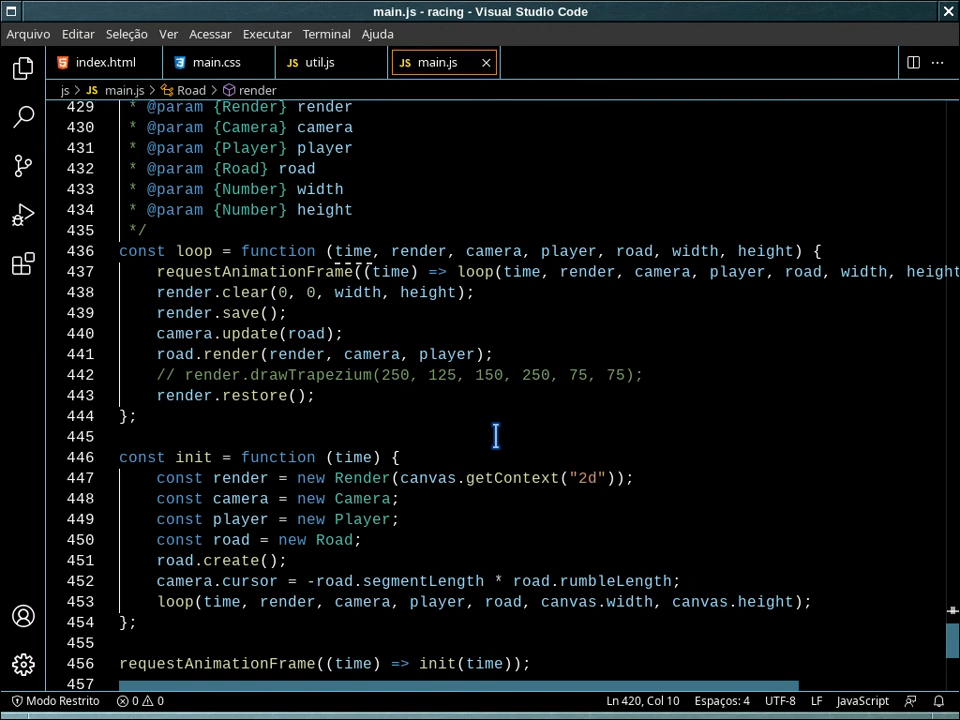 main.js - racing - Visual Studio Code
Arquivo Editar Seleção Ver Acessar Executar Terminal Ajuda
index.html main.css JS util.js JS main.js
js > JS main.js > Road > render
429 * @param {Render} render
430 * @param {Camera} camera
431 * @param {Player} player
432 * @param {Road} road
433 * @param {Number} width
434 * @param {Number} height
435 */
436 const loop = function (time, render, camera, player, road, width, height) {
437 requestAnimationFrame((time) => loop(time, render, camera, player, road, width, height
438 render.clear(0, 0, width, height);
439 render.save();
440 camera.update(road);
441 road.render(render, camera, player);
442 // render.drawTrapezium(250, 125, 150, 250, 75, 75);
443 render.restore();
444 };
445
446 const init = function (time) {
447 const render = new Render(canvas.getContext("2d"));
448 const camera = new Camera;
449 const player = new Player;
450 const road = new Road;
451 road.create();
452 camera.cursor = -road.segmentLength * road.rumbleLength;
453 loop(time, render, camera, player, road, canvas.width, canvas.height);
454 };
455
456 requestAnimationFrame((time) => init(time));
457
Modo Restrito 0 0 Ln 420, Col 10 Espaços: 4 UTF-8 LF JavaScript